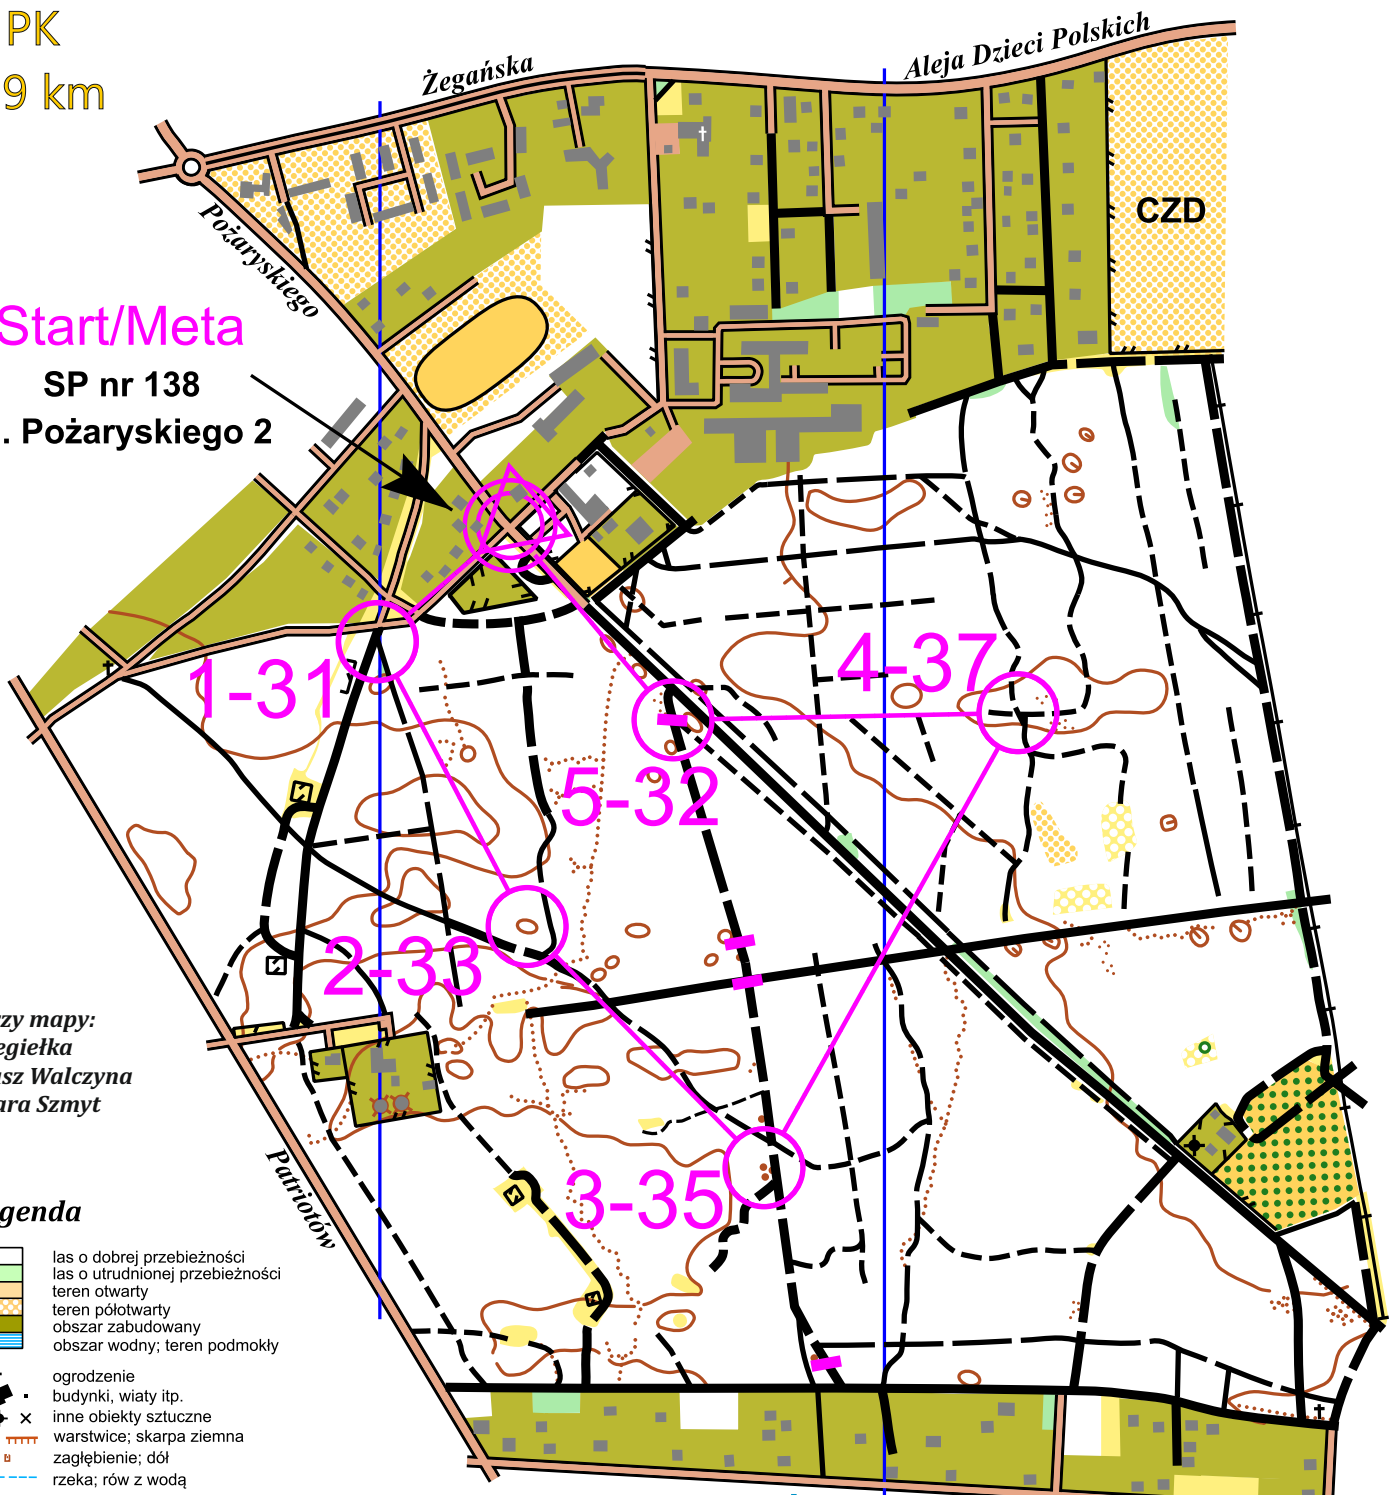 PK
9 km
Żegańska
Aleja Dzieci Polskich
Pożaryskiego
CZD
Start/Meta
SP nr 138
. Pożaryskiego 2
1-31
4-37
5-32
2-33
3-35
zy mapy:
egiełka
sz Walczyna
ara Szmyt
Patriotów
genda
las o dobrej przebieżności
las o utrudnionej przebieżności
teren otwarty
teren półotwarty
obszar zabudowany
obszar wodny; teren podmokły
ogrodzenie
budynki, wiaty itp.
inne obiekty sztuczne
warstwice; skarpa ziemna
zagłębienie; dół
rzeka; rów z wodą